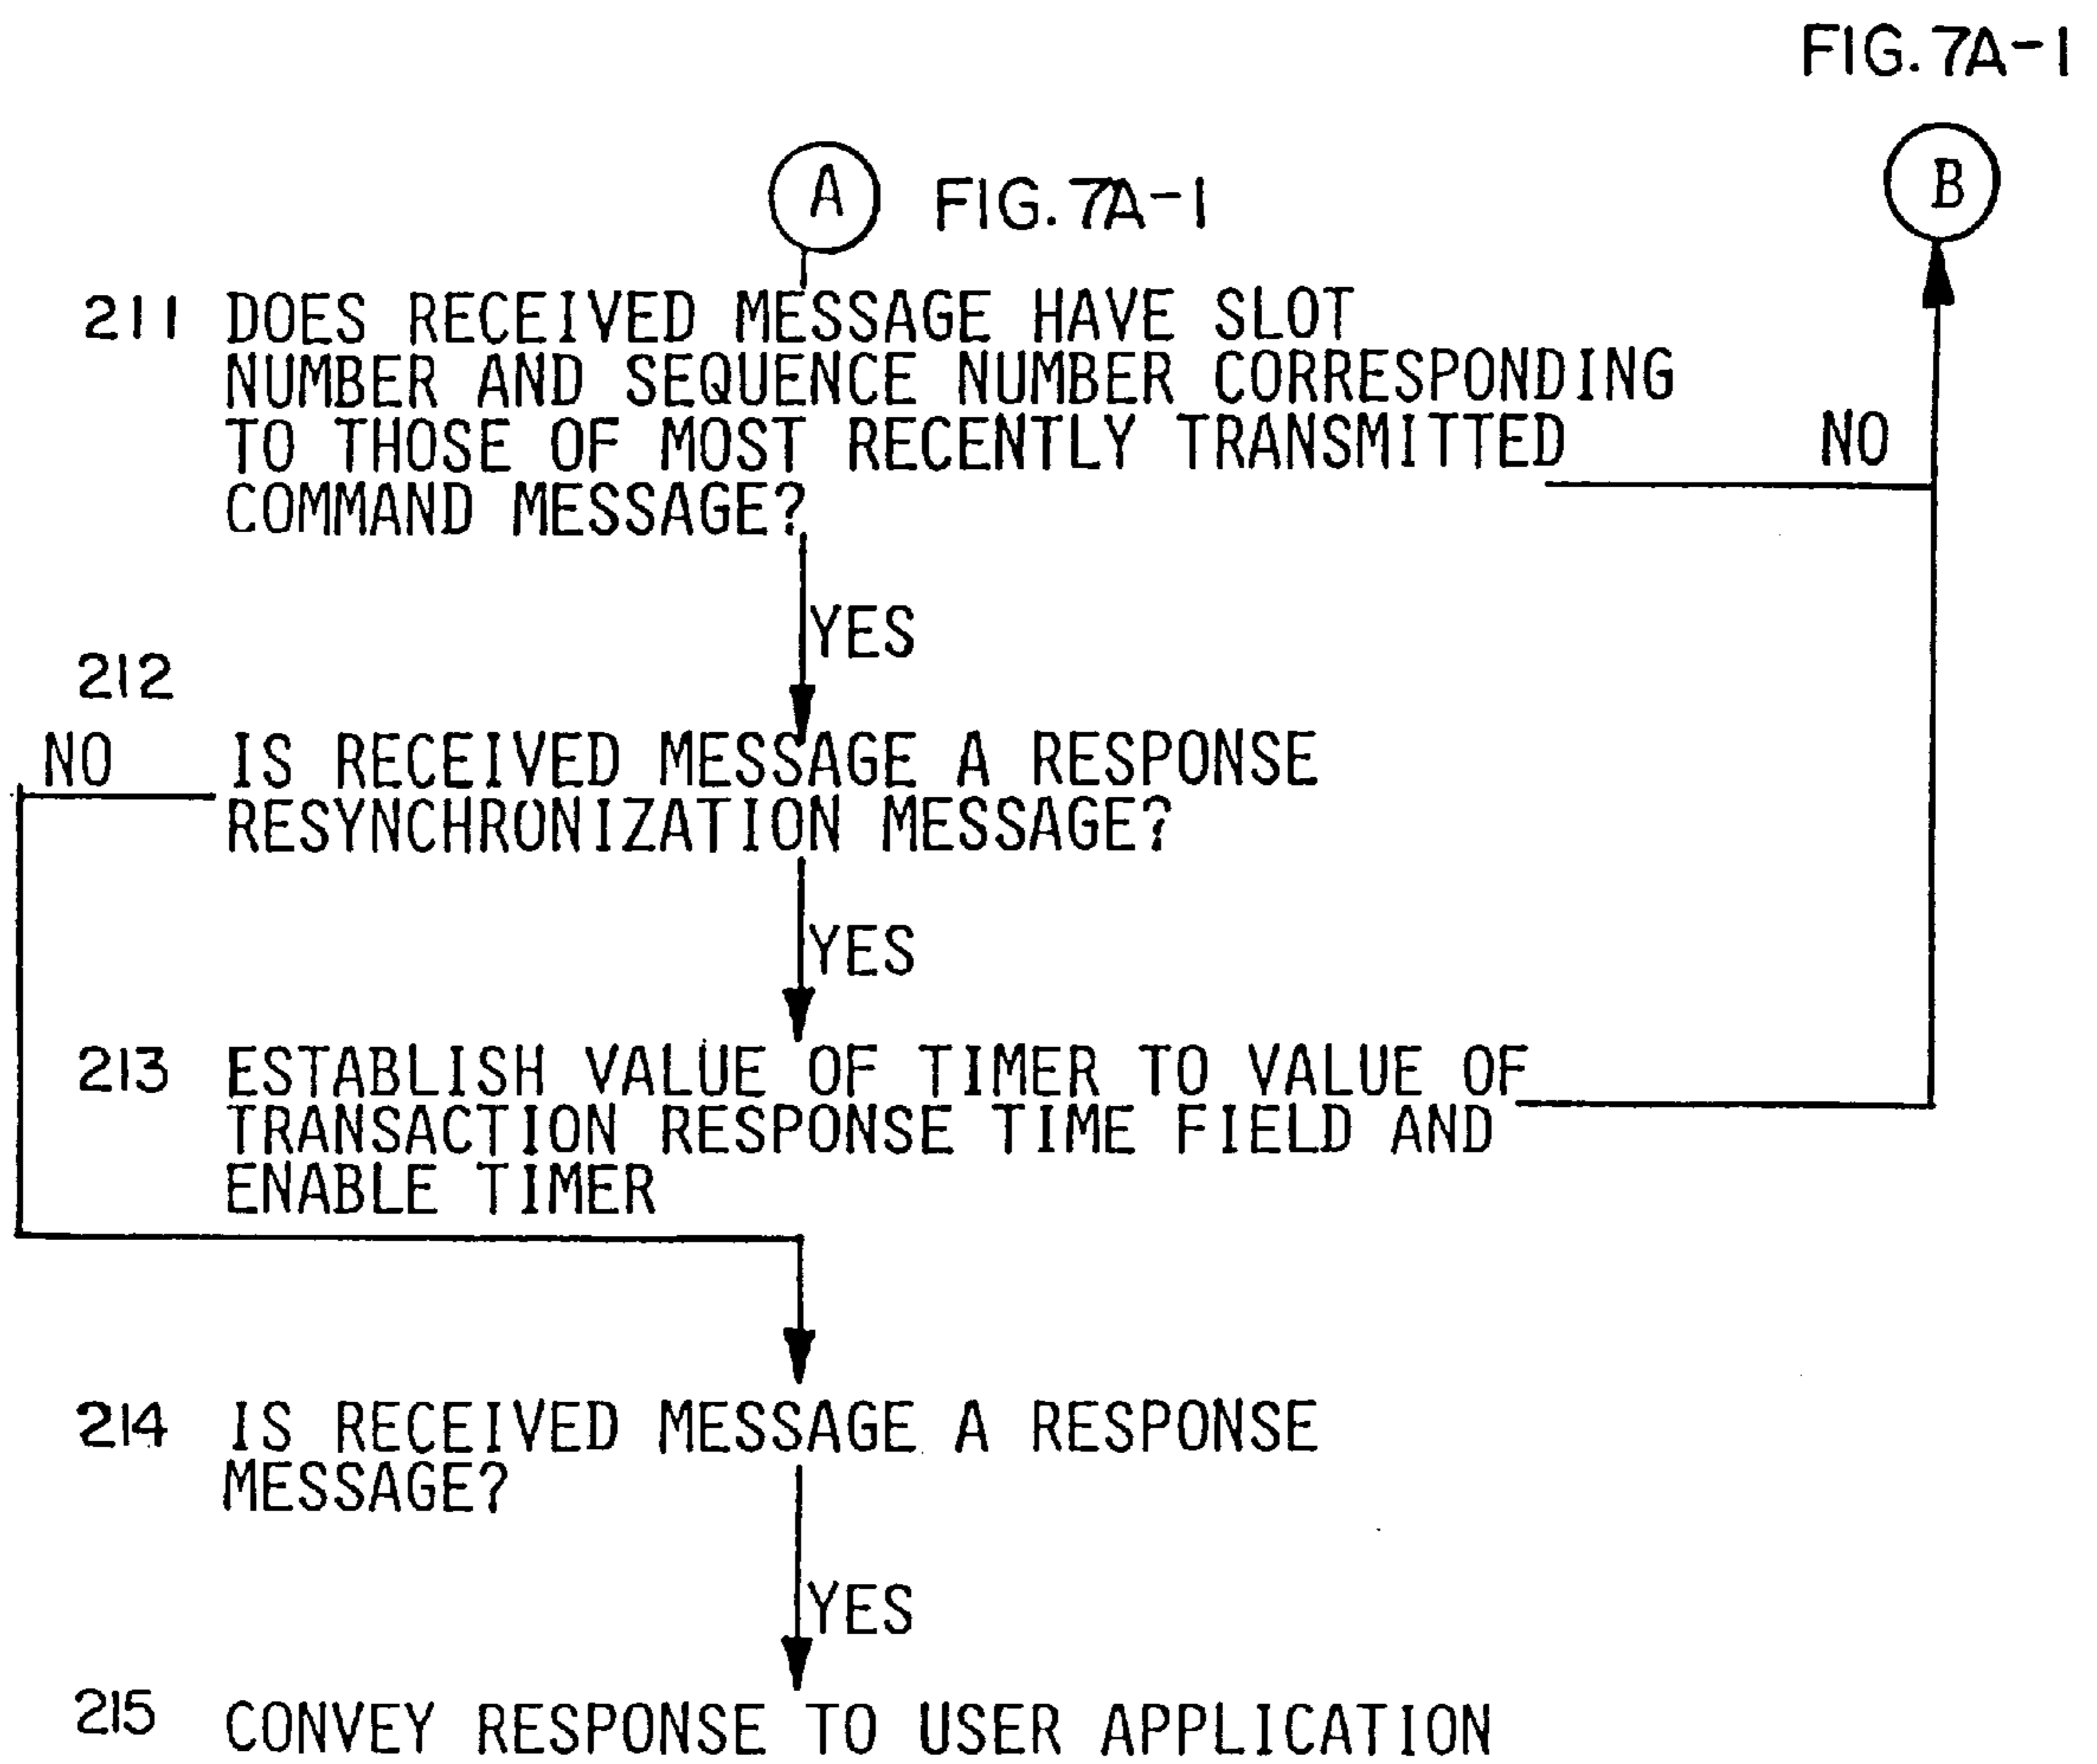 FIG. 7A-1
B
A FIG. 7A-1
211 DOES RECEIVED MESSAGE HAVE SLOT
NUMBER AND SEQUENCE NUMBER CORRESPONDING
TO THOSE OF MOST RECENTLY TRANSMITTED NO
COMMAND MESSAGE?
YES
212
NO IS RECEIVED MESSAGE A RESPONSE
RESYNCHRONIZATION MESSAGE?
YES
213 ESTABLISH VALUE OF TIMER TO VALUE OF
TRANSACTION RESPONSE TIME FIELD AND
ENABLE TIMER
214 IS RECEIVED MESSAGE A RESPONSE
MESSAGE?
YES
215 CONVEY RESPONSE TO USER APPLICATION